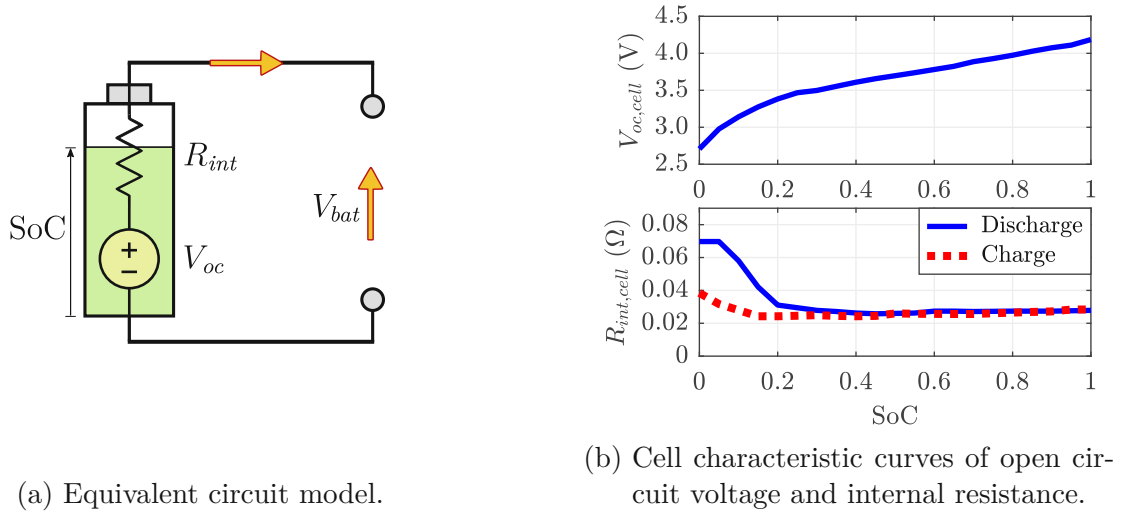 R_int
SoC
V_bat
V_oc
+
−
(a) Equivalent circuit model.
V_oc,cell (V)
4.5
4
3.5
3.0
2.5
0 0.2 0.4 0.6 0.8 1
R_int,cell (Ω)
0.08
0.06
0.04
0.02
0
Discharge
Charge
0 0.2 0.4 0.6 0.8 1
SoC
(b) Cell characteristic curves of open cir-
cuit voltage and internal resistance.